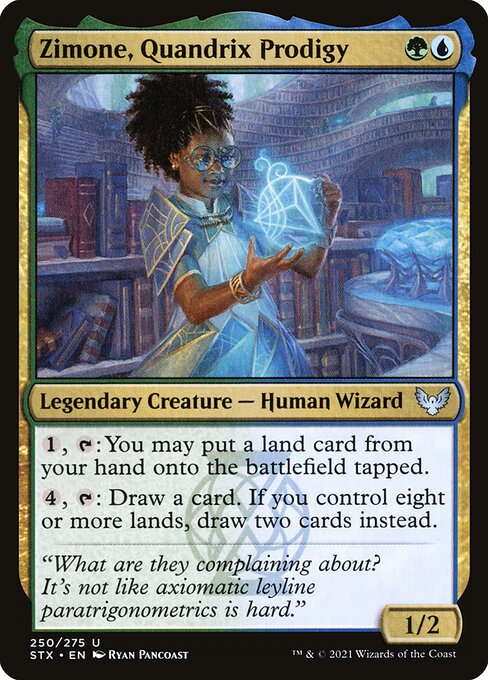 Zimone, Quandrix Prodigy
Legendary Creature — Human Wizard
1, : You may put a land card from
your hand onto the battlefield tapped.
4, : Draw a card. If you control eight
or more lands, draw two cards instead.
“What are they complaining about?
It’s not like axiomatic leyline
paratrigonometrics is hard.”
1/2
250/275 U
STX • EN RYAN PANCOAST
™ & © 2021 Wizards of the Coast